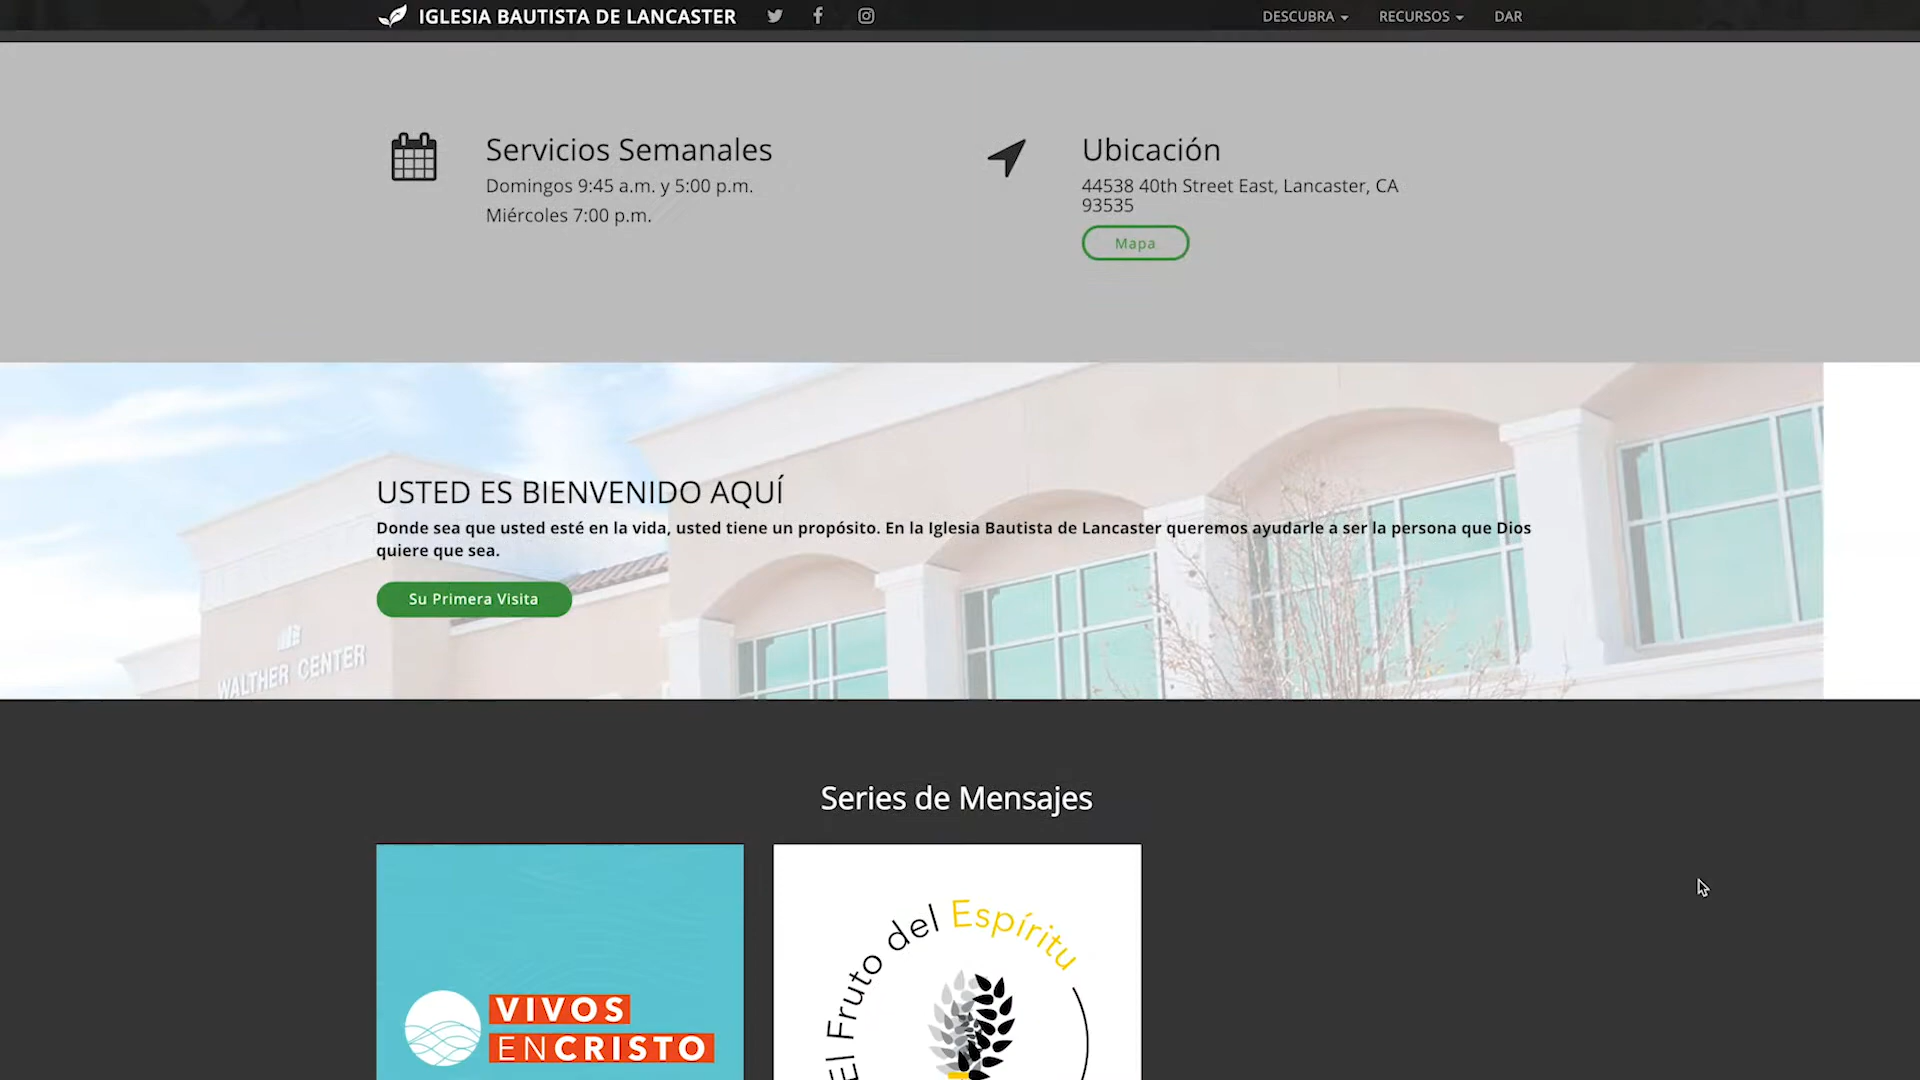 IGLESIA BAUTISTA DE LANCASTER
DESCUBRA
RECURSOS
DAR
Servicios Semanales
Domingos 9:45 a.m. y 5:00 p.m.
Miércoles 7:00 p.m.
Ubicación
44538 40th Street East, Lancaster, CA
93535
Mapa
USTED ES BIENVENIDO AQUÍ
Donde sea que usted esté en la vida, usted tiene un propósito. En la Iglesia Bautista de Lancaster queremos ayudarle a ser la persona que Dios
quiere que sea.
Su Primera Visita
WALTHER CENTER
Series de Mensajes
VIVOS
EN CRISTO
El Fruto del Espíritu